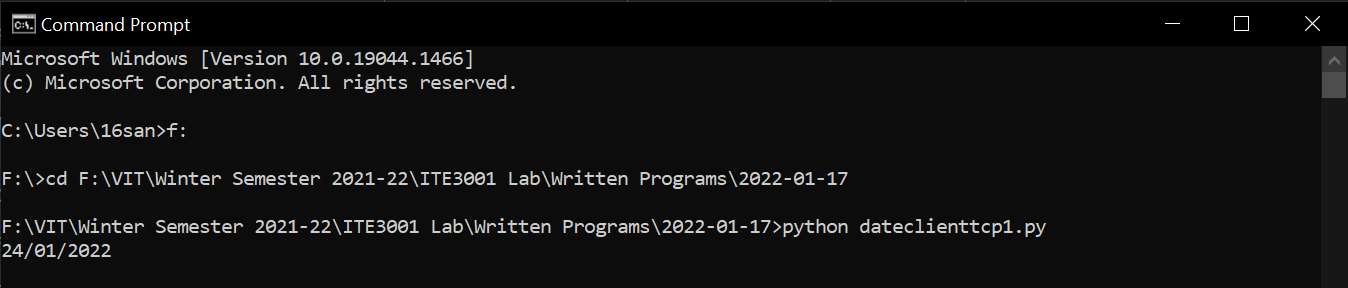 Command Prompt
Microsoft Windows [Version 10.0.19044.1466]
(c) Microsoft Corporation. All rights reserved.
C:\Users\16san>f:
F:\>cd F:\VIT\Winter Semester 2021-22\ITE3001 Lab\Written Programs\2022-01-17
F:\VIT\Winter Semester 2021-22\ITE3001 Lab\Written Programs\2022-01-17>python dateclienttcp1.py
24/01/2022